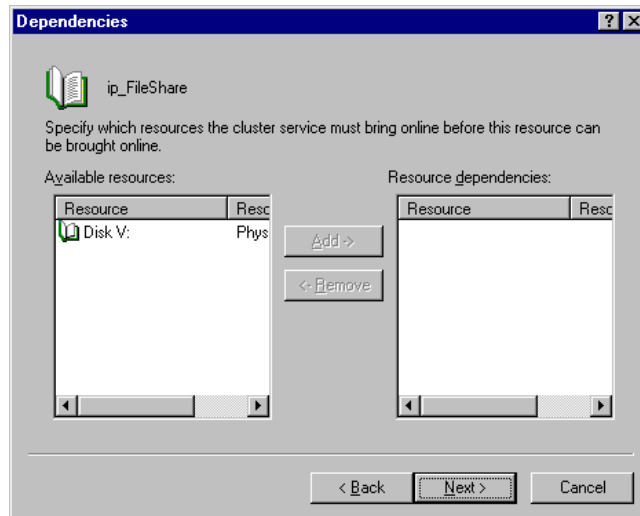 Dependencies
ip_FileShare
Specify which resources the cluster service must bring online before this resource can
be brought online.
Available resources:
Resource dependencies:
Resource Resc
Disk V: Phys
Add ->
<- Remove
Resource Resc
< Back
Next >
Cancel